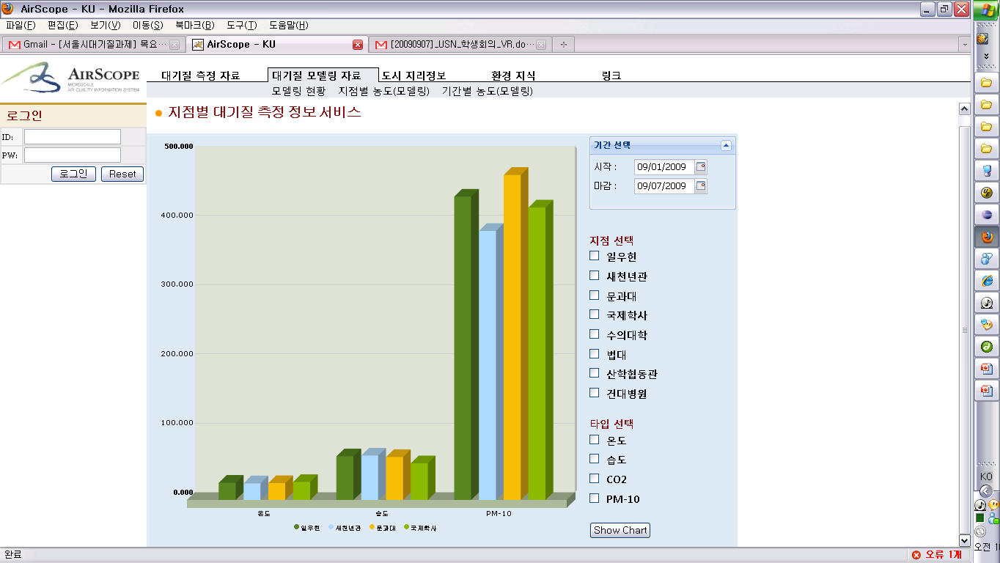 AirScope - KU - Mozilla Firefox
파일(F) 편집(E) 보기(V) 이동(S) 북마크(B) 도구(T) 도움말(H)
Gmail - [서울시대기질과제] 목요… AirScope - KU [20090907]_USN_학생회의_VR.do…
AIRSCOPE
MICROSCALE
AIR QUALITY INFORMATION SYSTEM
대기질 측정 자료 대기질 모델링 자료 도시 지리정보 환경 지식 링크
모델링 현황 지점별 농도(모델링) 기간별 농도(모델링)
로그인
ID:
PW:
로그인 Reset
지점별 대기질 측정 정보 서비스
500.000
400.000
300.000
200.000
100.000
0.000
온도 습도 PM-10
일우헌 새천년관 문과대 국제학사
기간 선택
시작 : 09/01/2009
마감 : 09/07/2009
지점 선택
일우헌
새천년관
문과대
국제학사
수의대학
법대
산학협동관
건대병원
타입 선택
온도
습도
CO2
PM-10
Show Chart
KO
오전 1
완료 오류 1개